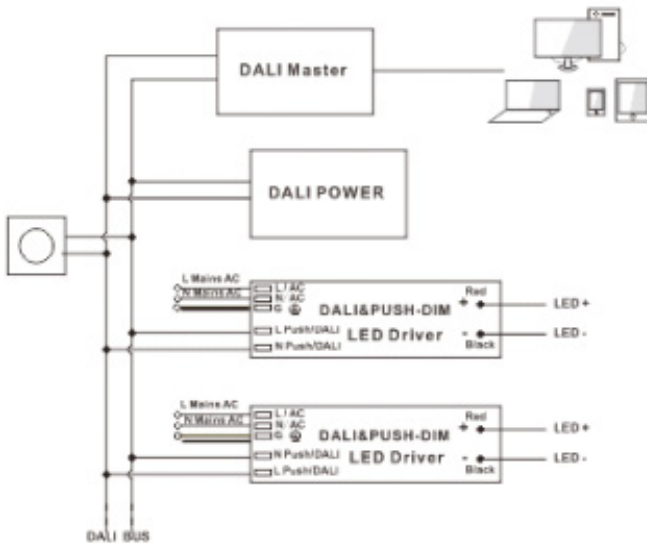 DALI Master
DALI POWER
L Mains AC
N Mains AC
L / AC
N/ AC
G
L Push/DALI
N Push/DALI
DALI&PUSH-DIM
LED Driver
Red
+
-
Black
LED +
LED -
L Mains AC
N Mains AC
L / AC
N/ AC
G
N Push/DALI
L Push/DALI
DALI&PUSH-DIM
LED Driver
Red
+
-
Black
LED +
LED -
DALI BUS